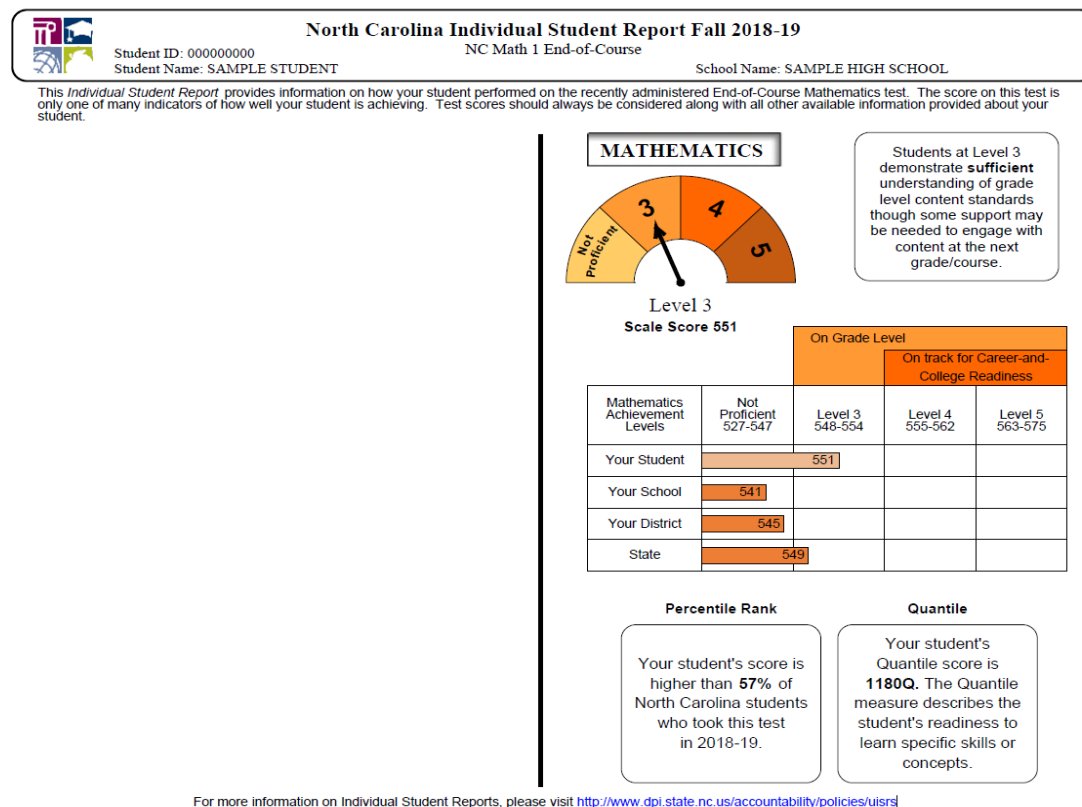 North Carolina Individual Student Report Fall 2018-19
NC Math 1 End-of-Course
Student ID: 000000000
Student Name: SAMPLE STUDENT
School Name: SAMPLE HIGH SCHOOL
This Individual Student Report provides information on how your student performed on the recently administered End-of-Course Mathematics test. The score on this test is
only one of many indicators of how well your student is achieving. Test scores should always be considered along with all other available information provided about your
student.
MATHEMATICS
Not
Proficient
3
4
5
Level 3
Scale Score 551
Students at Level 3
demonstrate sufficient
understanding of grade
level content standards
though some support may
be needed to engage with
content at the next
grade/course.
On Grade Level
On track for Career-and-
College Readiness
Mathematics
Achievement
Levels
Not
Proficient
527-547
Level 3
548-554
Level 4
555-562
Level 5
563-575
Your Student
551
Your School
541
Your District
545
State
549
Percentile Rank
Your student's score is
higher than 57% of
North Carolina students
who took this test
in 2018-19.
Quantile
Your student's
Quantile score is
1180Q. The Quantile
measure describes the
student's readiness to
learn specific skills or
concepts.
For more information on Individual Student Reports, please visit http://www.dpi.state.nc.us/accountability/policies/uisrs